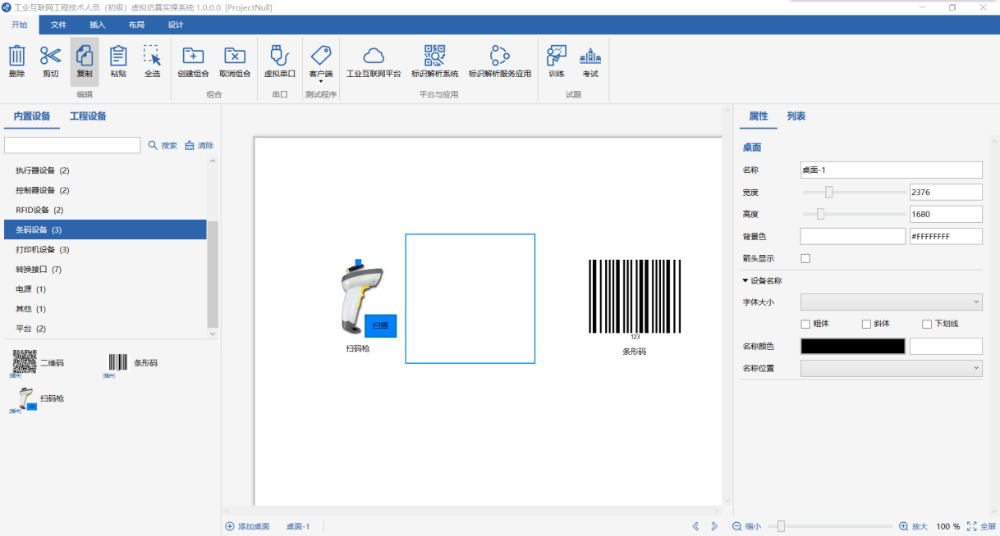 工业互联网工程技术人员（初级）虚拟仿真实操系统 1.0.0.0 [ProjectNull]
开始 文件 插入 布局 设计
删除 剪切 复制 粘贴 全选 创建组合 取消组合 虚拟串口 客户端 工业互联网平台 标识解析系统 标识解析服务应用 训练 考试
编辑 组合 串口 测试程序 平台与应用 试题
内置设备 工程设备
搜索 清除
执行器设备 (2)
控制器设备 (2)
RFID设备 (2)
条码设备 (3)
打印机设备 (3)
转换接口 (7)
电源 (1)
其他 (1)
平台 (2)
二维码
[插件]
条形码
[插件]
扫码枪
[插件]
扫描
扫码枪
123
条形码
属性 列表
桌面
名称 桌面-1
宽度 2376
高度 1680
背景色 #FFFFFFFF
箭头显示
设备名称
字体大小
粗体 斜体 下划线
名称颜色
名称位置
添加桌面 桌面-1
缩小 放大 100 % 全屏